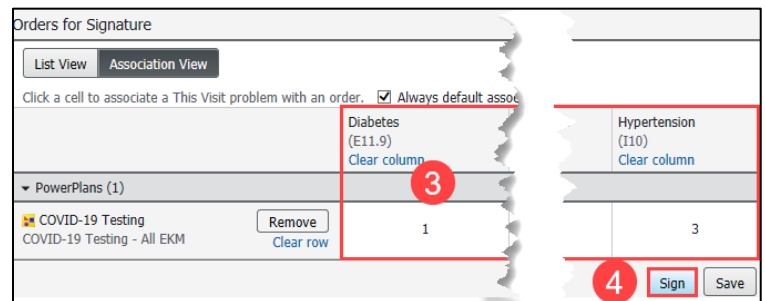 Orders for Signature
List View Association View
Click a cell to associate a This Visit problem with an order. Always default
Diabetes Hypertension
(E11.9) (I10)
Clear column Clear column
3
PowerPlans (1)
COVID-19 Testing Remove 1 3
COVID-19 Testing - All EKM Clear row
4 Sign Save